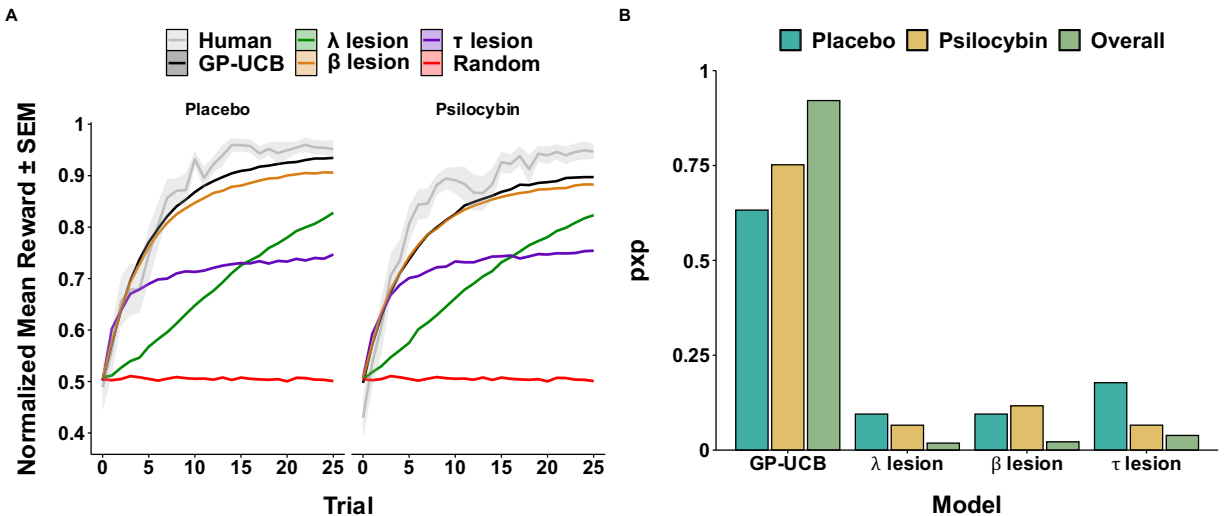 A
Human
λ lesion
τ lesion
GP-UCB
β lesion
Random
Placebo
Psilocybin
Normalized Mean Reward ± SEM
1
0.9
0.8
0.7
0.6
0.5
0.4
0 5 10 15 20 25
0 5 10 15 20 25
Trial
B
Placebo
Psilocybin
Overall
pxp
1
0.75
0.5
0.25
0
GP-UCB
λ lesion
β lesion
τ lesion
Model